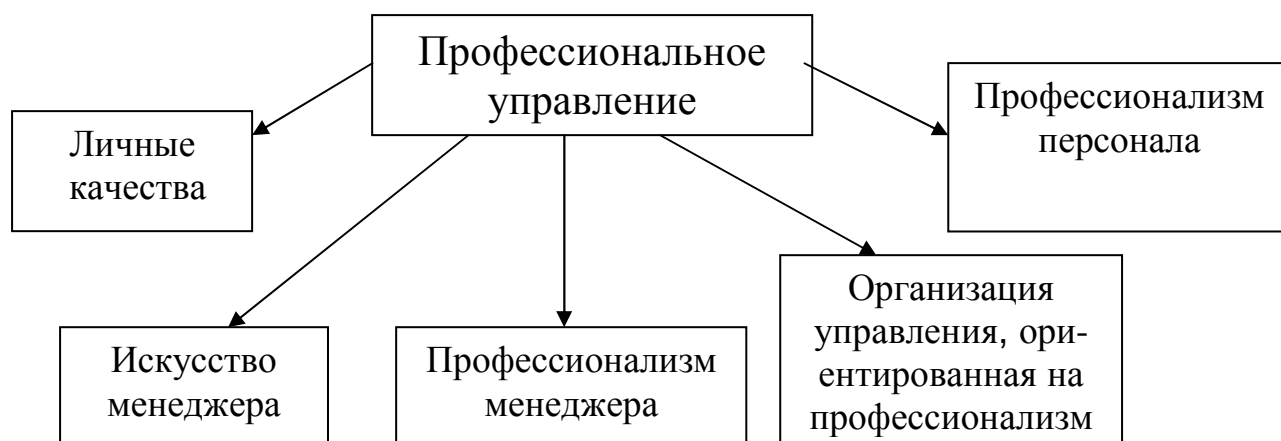 Профессиональное
управление
Профессионализм
персонала
Личные
качества
Организация
управления, ори-
ентированная на
профессионализм
Искусство
менеджера
Профессионализм
менеджера